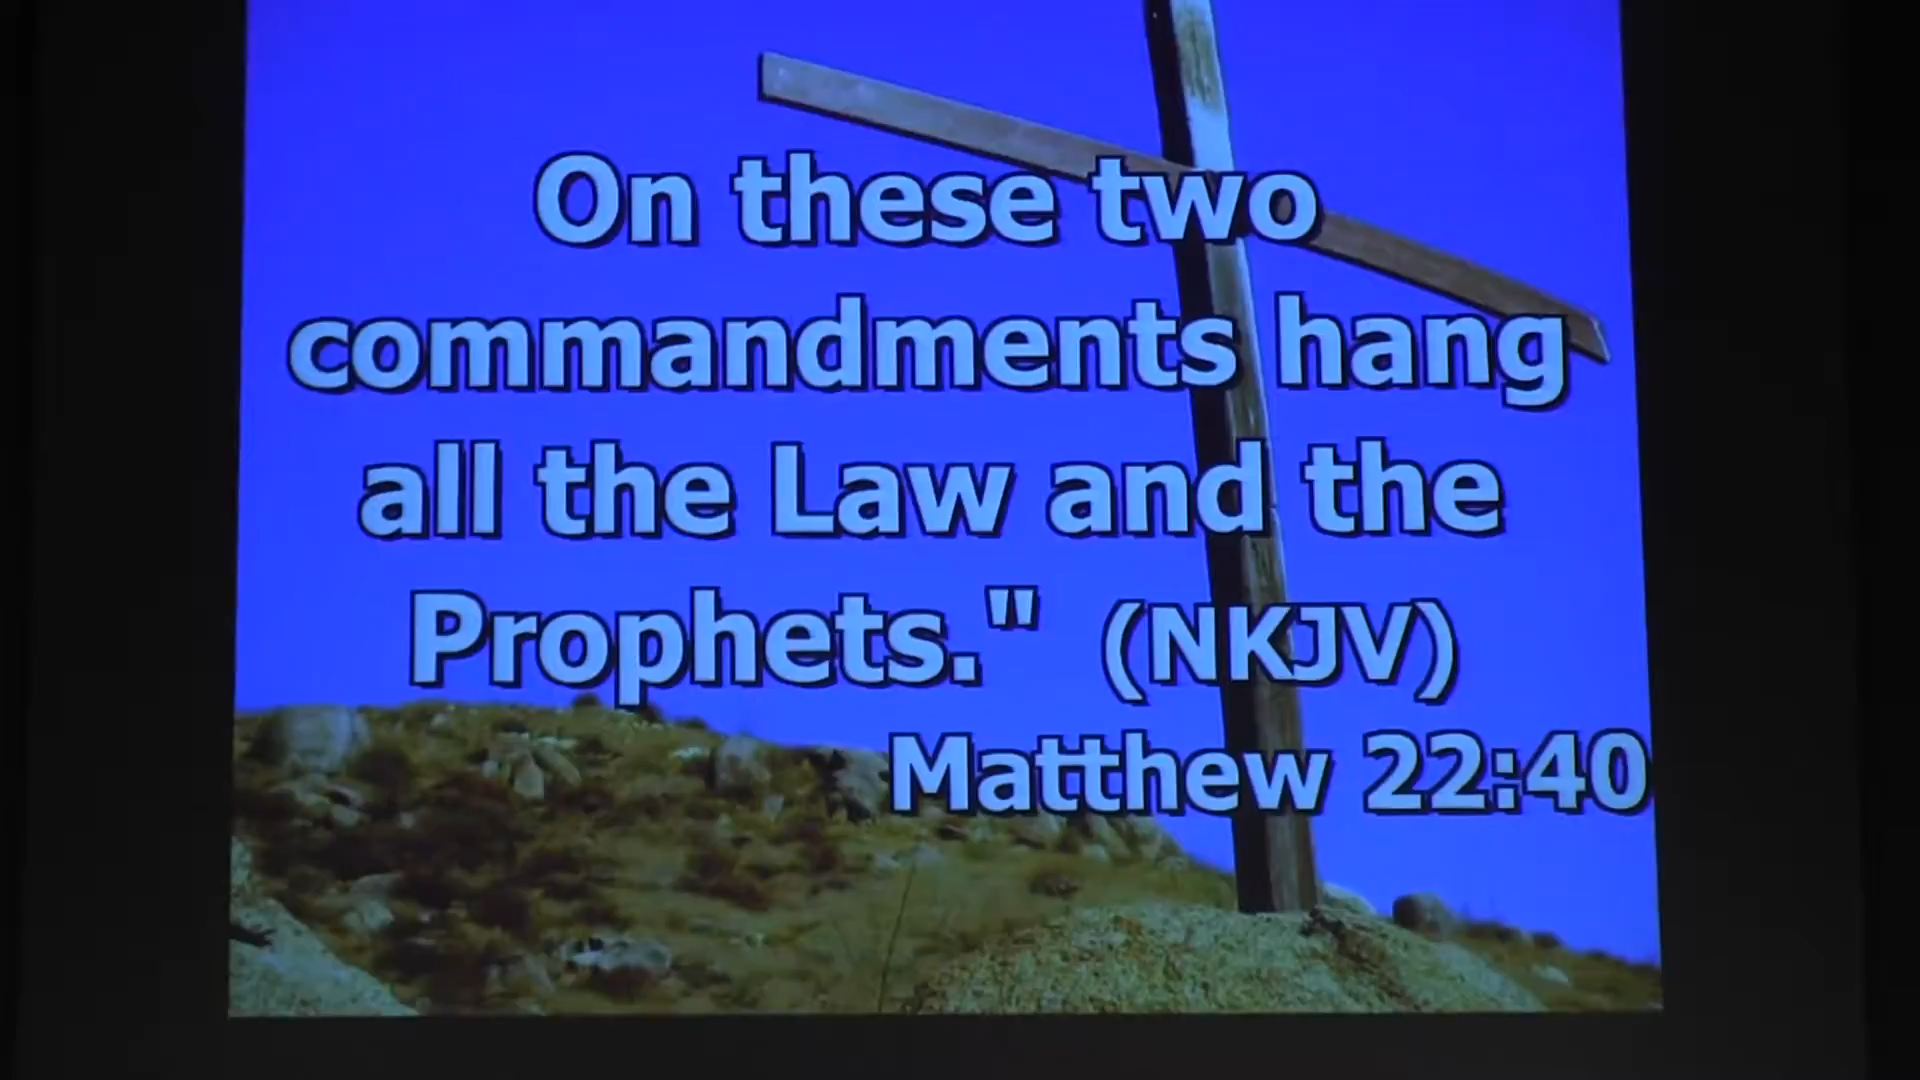 On these two
commandments hang
all the Law and the
Prophets." (NKJV)
Matthew 22:40